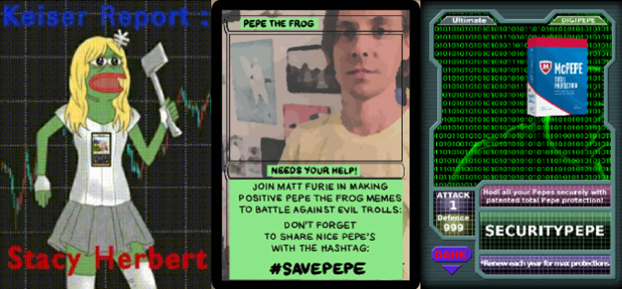 Keiser Report :
Stacy Herbert
PEPE THE FROG
NEEDS YOUR HELP!
JOIN MATT FURIE IN MAKING
POSITIVE PEPE THE FROG MEMES
TO BATTLE AGAINST EVIL TROLLS:
DON'T FORGET
TO SHARE NICE PEPE'S
WITH THE HASHTAG:
#SAVEPEPE
Ultimate
DIGIPEPE
McPEPE
TOTAL
PROTECTION
ATTACK
1
Defence
999
Hodl all your Pepes securely with
patented total Pepe protection!
SECURITYPEPE
DANK
*Renew each year for max protections